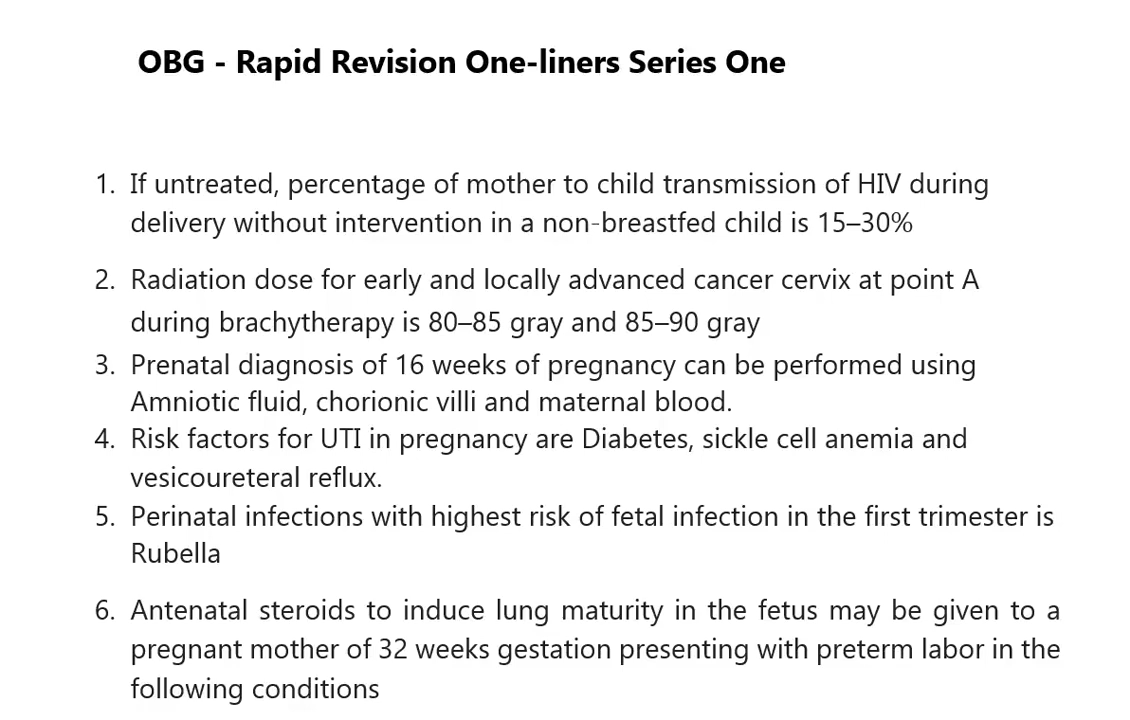 OBG - Rapid Revision One-liners Series One
1. If untreated, percentage of mother to child transmission of HIV during
delivery without intervention in a non-breastfed child is 15–30%
2. Radiation dose for early and locally advanced cancer cervix at point A
during brachytherapy is 80–85 gray and 85–90 gray
3. Prenatal diagnosis of 16 weeks of pregnancy can be performed using
Amniotic fluid, chorionic villi and maternal blood.
4. Risk factors for UTI in pregnancy are Diabetes, sickle cell anemia and
vesicoureteral reflux.
5. Perinatal infections with highest risk of fetal infection in the first trimester is
Rubella
6. Antenatal steroids to induce lung maturity in the fetus may be given to a
pregnant mother of 32 weeks gestation presenting with preterm labor in the
following conditions